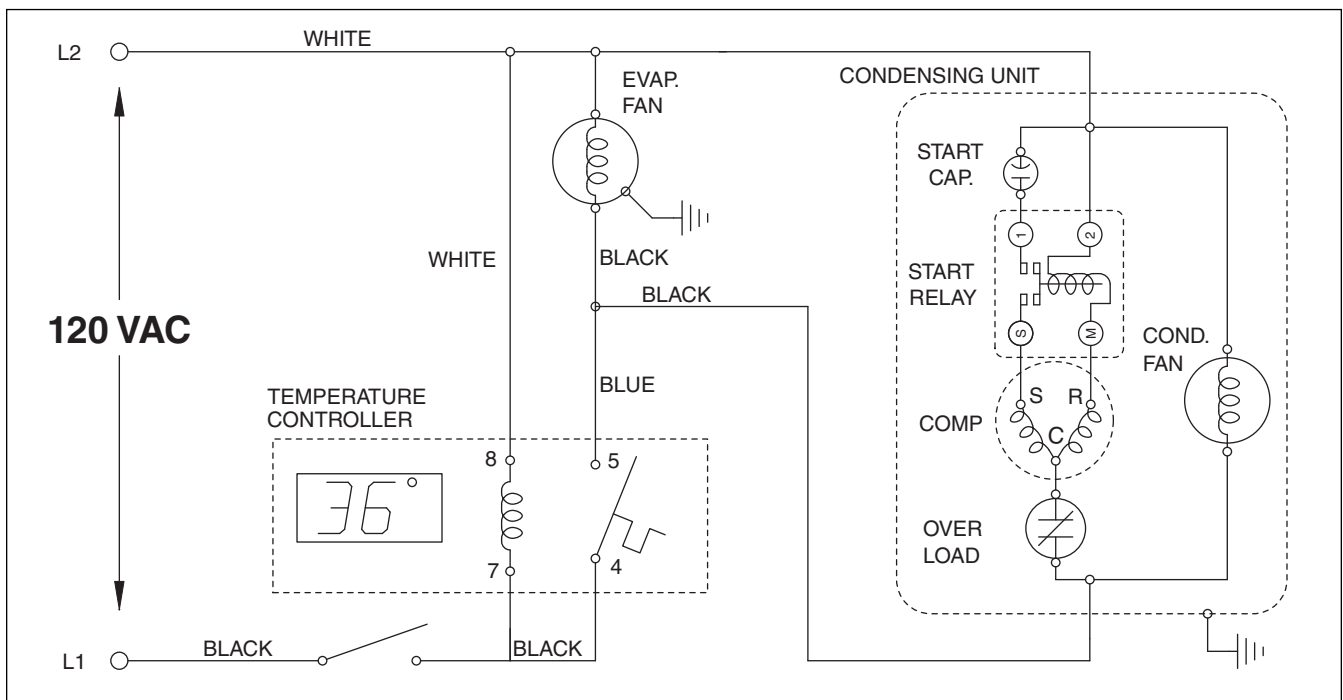 L2
WHITE
EVAP.
FAN
CONDENSING UNIT
START
CAP.
1
2
WHITE
BLACK
BLACK
START
RELAY
S
M
120 VAC
COND.
FAN
BLUE
TEMPERATURE
CONTROLLER
S
R
COMP
C
8
5
36°
OVER
LOAD
7
4
L1
BLACK
BLACK